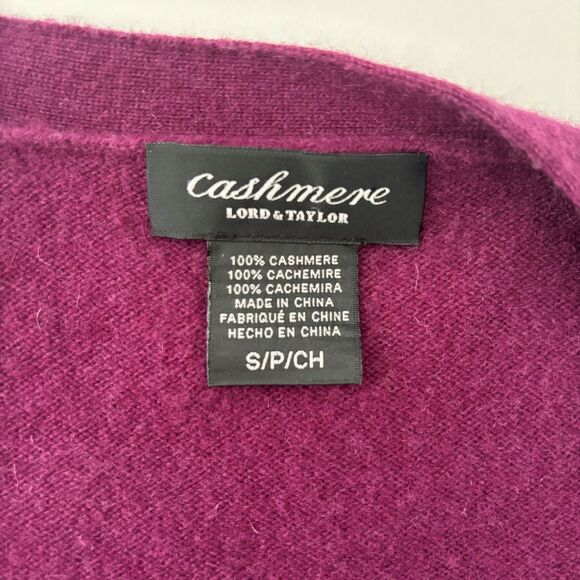 Cashmere
LORD & TAYLOR
100% CASHMERE
100% CACHEMIRE
100% CACHEMIRA
MADE IN CHINA
FABRIQUÉ EN CHINE
HECHO EN CHINA
S/P/CH